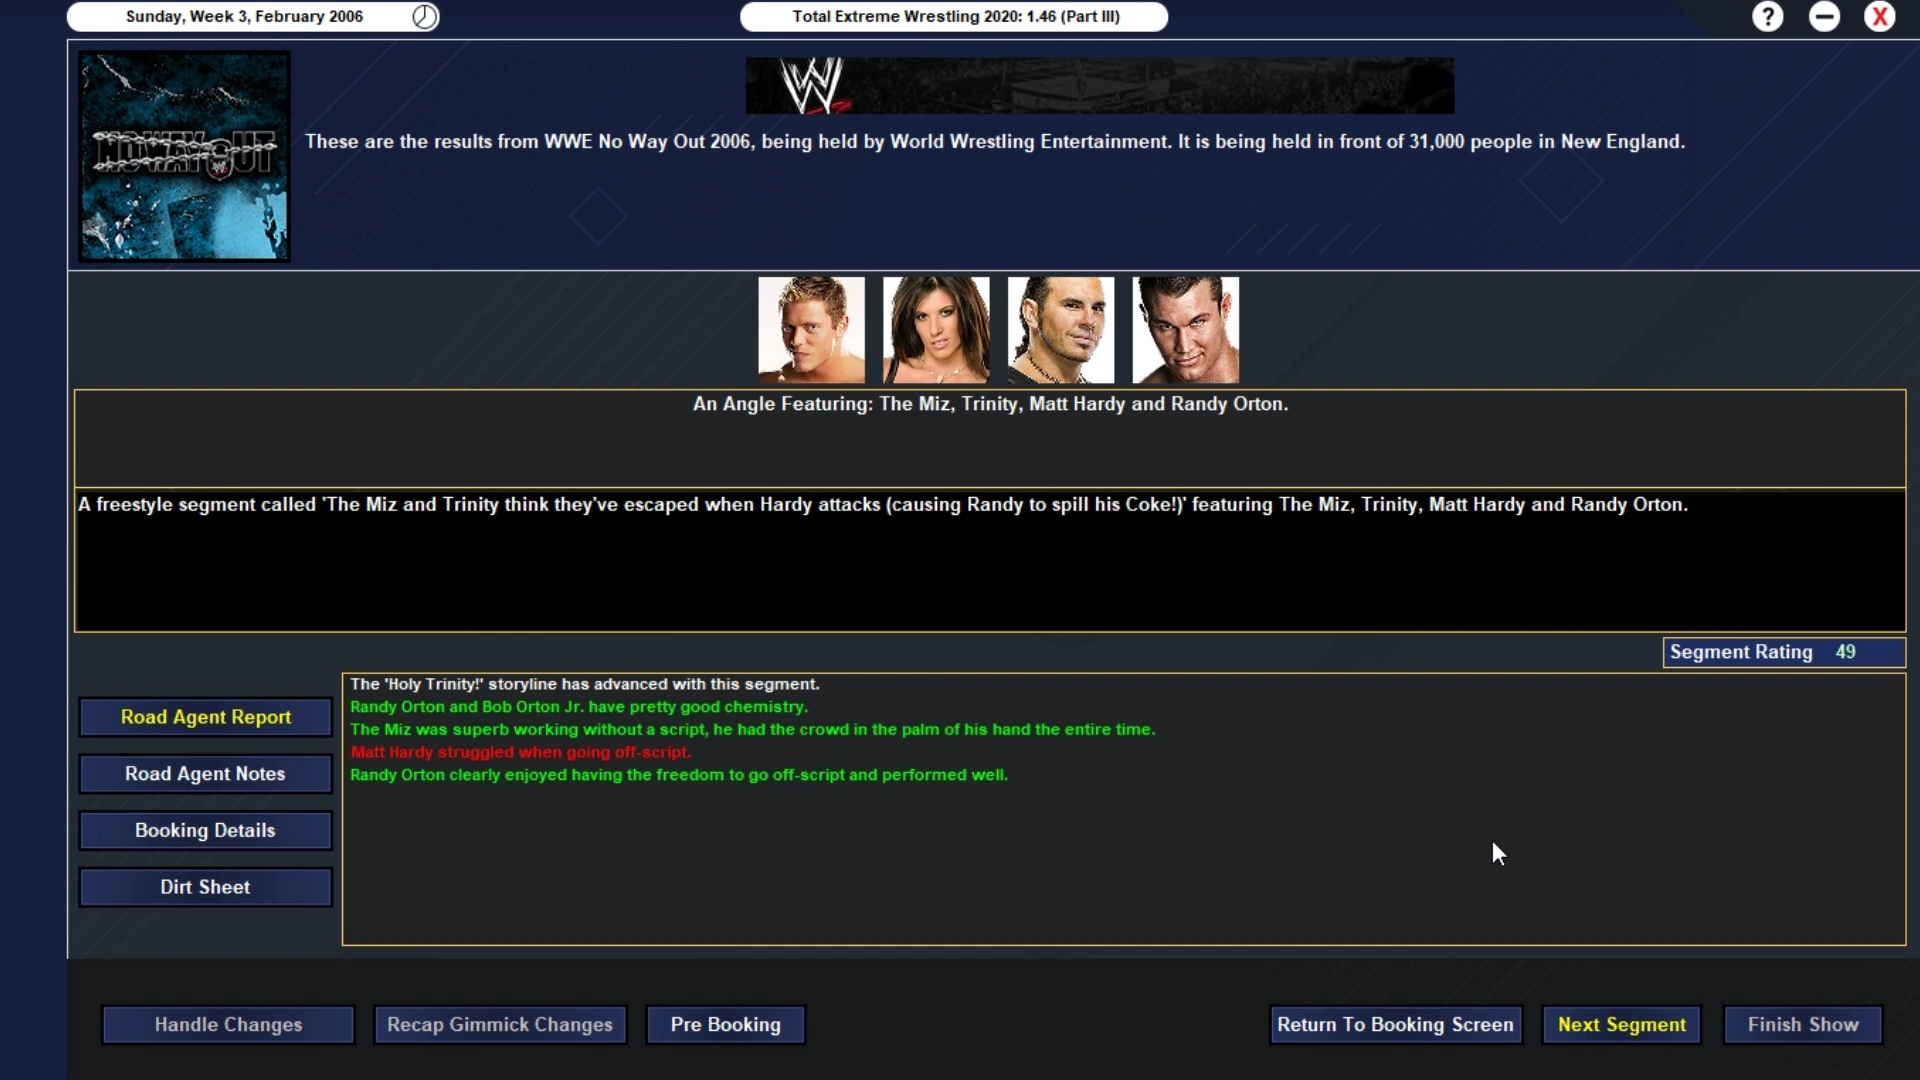 Sunday, Week 3, February 2006
Total Extreme Wrestling 2020: 1.46 (Part III)
?
X
W
NO WAY OUT
These are the results from WWE No Way Out 2006, being held by World Wrestling Entertainment. It is being held in front of 31,000 people in New England.
An Angle Featuring: The Miz, Trinity, Matt Hardy and Randy Orton.
A freestyle segment called 'The Miz and Trinity think they've escaped when Hardy attacks (causing Randy to spill his Coke!)' featuring The Miz, Trinity, Matt Hardy and Randy Orton.
Segment Rating 49
Road Agent Report
Road Agent Notes
Booking Details
Dirt Sheet
The 'Holy Trinity!' storyline has advanced with this segment.
Randy Orton and Bob Orton Jr. have pretty good chemistry.
The Miz was superb working without a script, he had the crowd in the palm of his hand the entire time.
Matt Hardy struggled when going off-script.
Randy Orton clearly enjoyed having the freedom to go off-script and performed well.
Handle Changes
Recap Gimmick Changes
Pre Booking
Return To Booking Screen
Next Segment
Finish Show